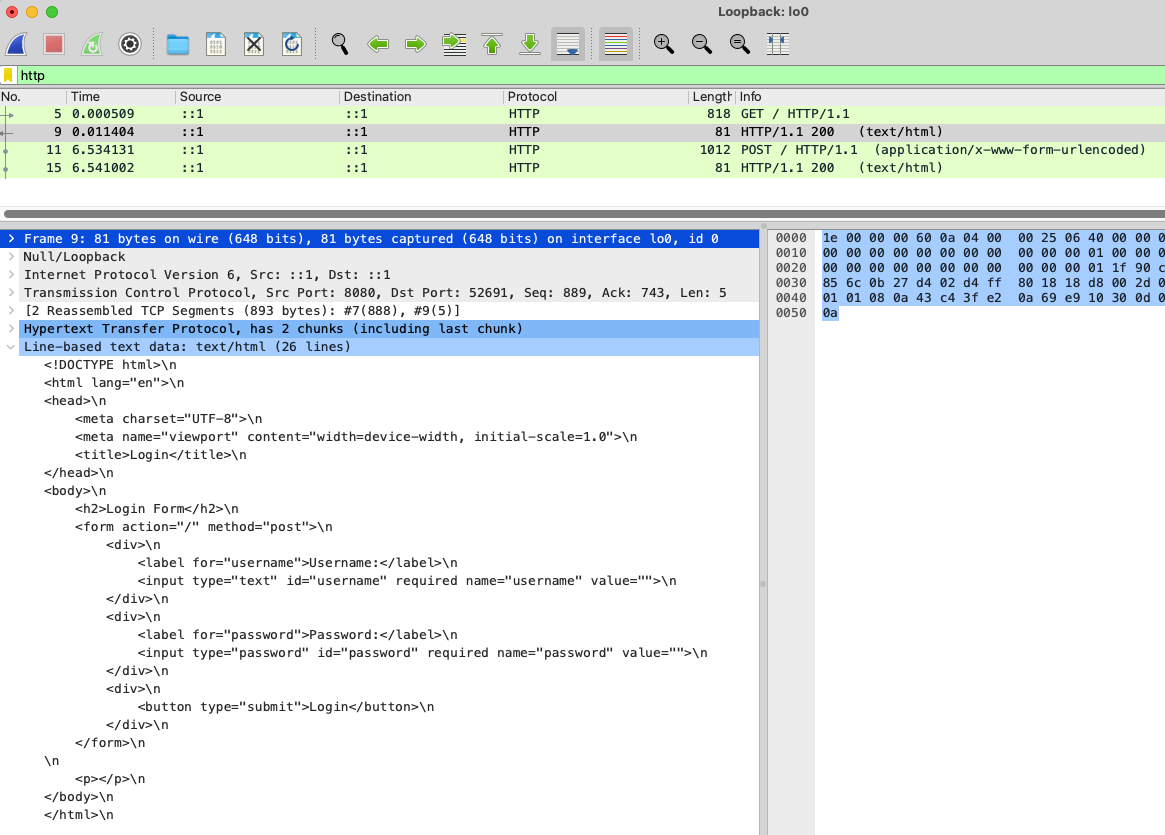 Loopback: lo0
http
No. Time Source Destination Protocol Length Info
5 0.000509 ::1 ::1 HTTP 818 GET / HTTP/1.1
9 0.011404 ::1 ::1 HTTP 81 HTTP/1.1 200 (text/html)
11 6.534131 ::1 ::1 HTTP 1012 POST / HTTP/1.1 (application/x-www-form-urlencoded)
15 6.541002 ::1 ::1 HTTP 81 HTTP/1.1 200 (text/html)
Frame 9: 81 bytes on wire (648 bits), 81 bytes captured (648 bits) on interface lo0, id 0
Null/Loopback
Internet Protocol Version 6, Src: ::1, Dst: ::1
Transmission Control Protocol, Src Port: 8080, Dst Port: 52691, Seq: 889, Ack: 743, Len: 5
[2 Reassembled TCP Segments (893 bytes): #7(888), #9(5)]
Hypertext Transfer Protocol, has 2 chunks (including last chunk)
Line-based text data: text/html (26 lines)
<!DOCTYPE html>\n
<html lang="en">\n
<head>\n
<meta charset="UTF-8">\n
<meta name="viewport" content="width=device-width, initial-scale=1.0">\n
<title>Login</title>\n
</head>\n
<body>\n
<h2>Login Form</h2>\n
<form action="/" method="post">\n
<div>\n
<label for="username">Username:</label>\n
<input type="text" id="username" required name="username" value="">\n
</div>\n
<div>\n
<label for="password">Password:</label>\n
<input type="password" id="password" required name="password" value="">\n
</div>\n
<div>\n
<button type="submit">Login</button>\n
</div>\n
</form>\n
\n
<p></p>\n
</body>\n
</html>\n
0000 1e 00 00 00 60 0a 04 00 00 25 06 40 00 00 0
0010 00 00 00 00 00 00 00 00 00 00 00 01 00 00 0
0020 00 00 00 00 00 00 00 00 00 00 00 01 1f 90 c
0030 85 6c 0b 27 d4 02 d4 ff 80 18 18 d8 00 2d 0
0040 01 01 08 0a 43 c4 3f e2 0a 69 e9 10 30 0d 0
0050 0a